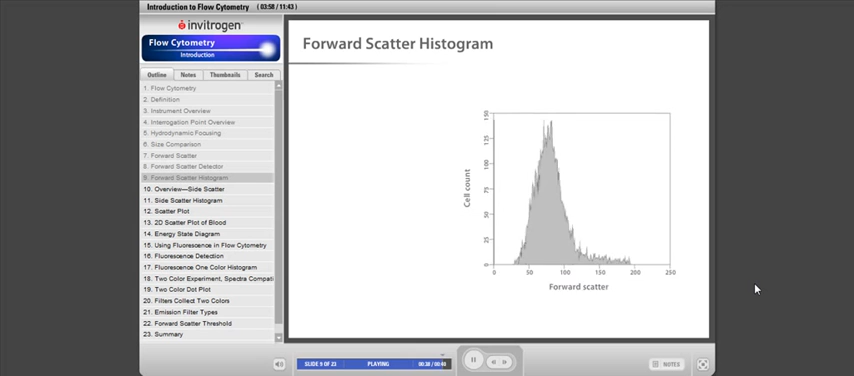 Introduction to Flow Cytometry (03:58 / 11:43)
invitrogen
Flow Cytometry
Introduction
Outline Notes Thumbnails Search
1. Flow Cytometry
2. Definition
3. Instrument Overview
4. Interrogation Point Overview
5. Hydrodynamic Focusing
6. Size Comparison
7. Forward Scatter
8. Forward Scatter Detector
9. Forward Scatter Histogram
10. Overview—Side Scatter
11. Side Scatter Histogram
12. Scatter Plot
13. 2D Scatter Plot of Blood
14. Energy State Diagram
15. Using Fluorescence in Flow Cytometry
16. Fluorescence Detection
17. Fluorescence One Color Histogram
18. Two Color Experiment, Spectra Compati
19. Two Color Dot Plot
20. Filters Collect Two Colors
21. Emission Filter Types
22. Forward Scatter Threshold
23. Summary
Forward Scatter Histogram
150
125
100
75
50
25
0
Cell count
0 50 100 150 200 250
Forward scatter
SLIDE 9 OF 23 PLAYING 00:38 / 00:40
NOTES